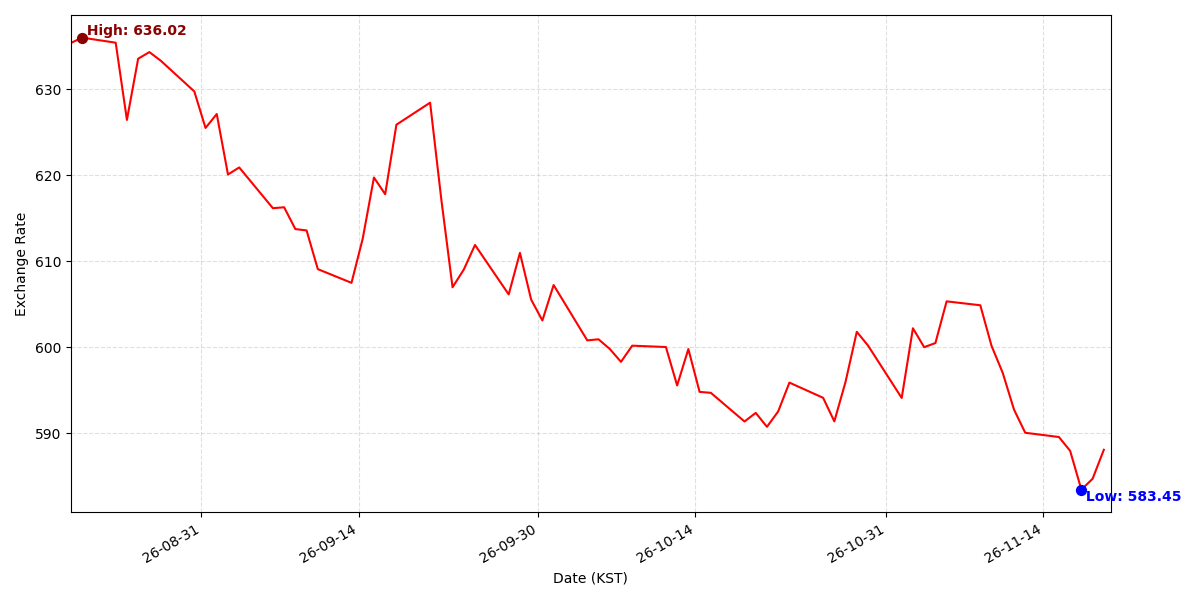 High: 636.02
630
620
610
600
590
Exchange Rate
Low: 583.45
26-08-31
26-09-14
26-09-30
26-10-14
26-10-31
26-11-14
Date (KST)